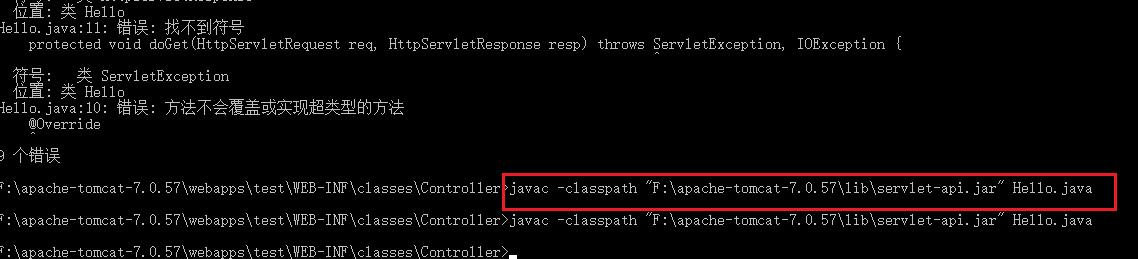 位置: 类 Hello
Hello.java:11: 错误: 找不到符号
protected void doGet(HttpServletRequest req, HttpServletResponse resp) throws ServletException, IOException {
^
符号: 类 ServletException
位置: 类 Hello
Hello.java:10: 错误: 方法不会覆盖或实现超类型的方法
@Override
^
9 个错误
F:\apache-tomcat-7.0.57\webapps\test\WEB-INF\classes\Controller>javac -classpath "F:\apache-tomcat-7.0.57\lib\servlet-api.jar" Hello.java
F:\apache-tomcat-7.0.57\webapps\test\WEB-INF\classes\Controller>javac -classpath "F:\apache-tomcat-7.0.57\lib\servlet-api.jar" Hello.java
F:\apache-tomcat-7.0.57\webapps\test\WEB-INF\classes\Controller>